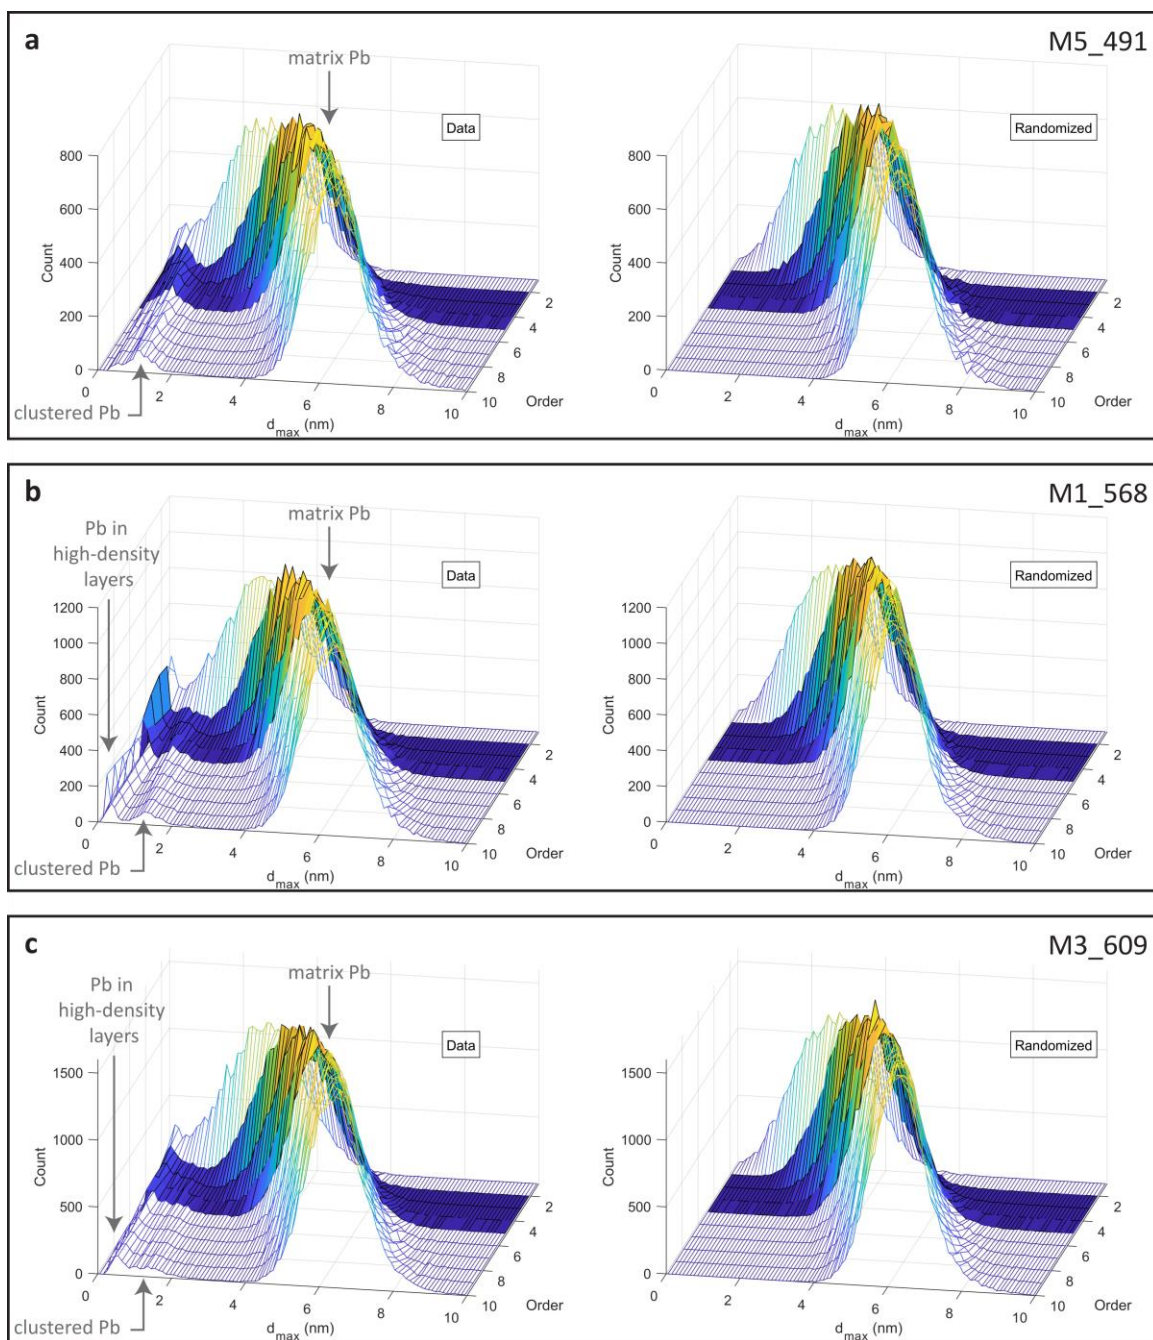 a
M5_491
matrix Pb
Data
Randomized
800
600
400
200
0
Count
0
2
4
6
8
10
d_max (nm)
2
4
6
8
10
Order
clustered Pb
800
600
400
200
0
Count
0
2
4
6
8
10
d_max (nm)
2
4
6
8
10
Order
b
M1_568
Pb in
high-density
layers
matrix Pb
Data
Randomized
1200
1000
800
600
400
200
0
Count
0
2
4
6
8
10
d_max (nm)
2
4
6
8
10
Order
clustered Pb
1200
1000
800
600
400
200
0
Count
0
2
4
6
8
10
d_max (nm)
2
4
6
8
10
Order
c
M3_609
Pb in
high-density
layers
matrix Pb
Data
Randomized
1500
1000
500
0
Count
0
2
4
6
8
10
d_max (nm)
2
4
6
8
10
Order
clustered Pb
1500
1000
500
0
Count
0
2
4
6
8
10
d_max (nm)
2
4
6
8
10
Order